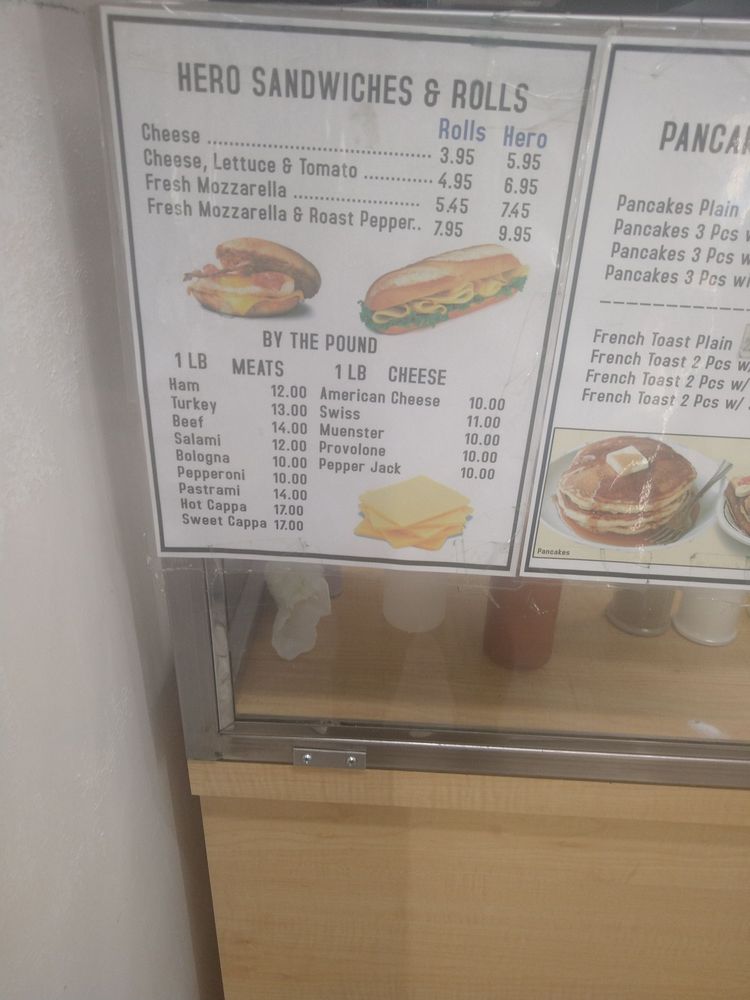 HERO SANDWICHES & ROLLS
Rolls Hero
Cheese ........................................ 3.95 5.95
Cheese, Lettuce & Tomato ............ 4.95 6.95
Fresh Mozzarella ...................... 5.45 7.45
Fresh Mozzarella & Roast Pepper.. 7.95 9.95
BY THE POUND
1 LB MEATS
Ham 12.00
Turkey 13.00
Beef 14.00
Salami 12.00
Bologna 10.00
Pepperoni 10.00
Pastrami 14.00
Hot Cappa 17.00
Sweet Cappa 17.00
1 LB CHEESE
American Cheese 10.00
Swiss 11.00
Muenster 10.00
Provolone 10.00
Pepper Jack 10.00
Pancakes Plain
Pancakes 3 Pcs
Pancakes 3 Pcs w
Pancakes 3 Pcs w
French Toast Plain
French Toast 2 Pcs w/
French Toast 2 Pcs w/
French Toast 2 Pcs w/
Pancakes